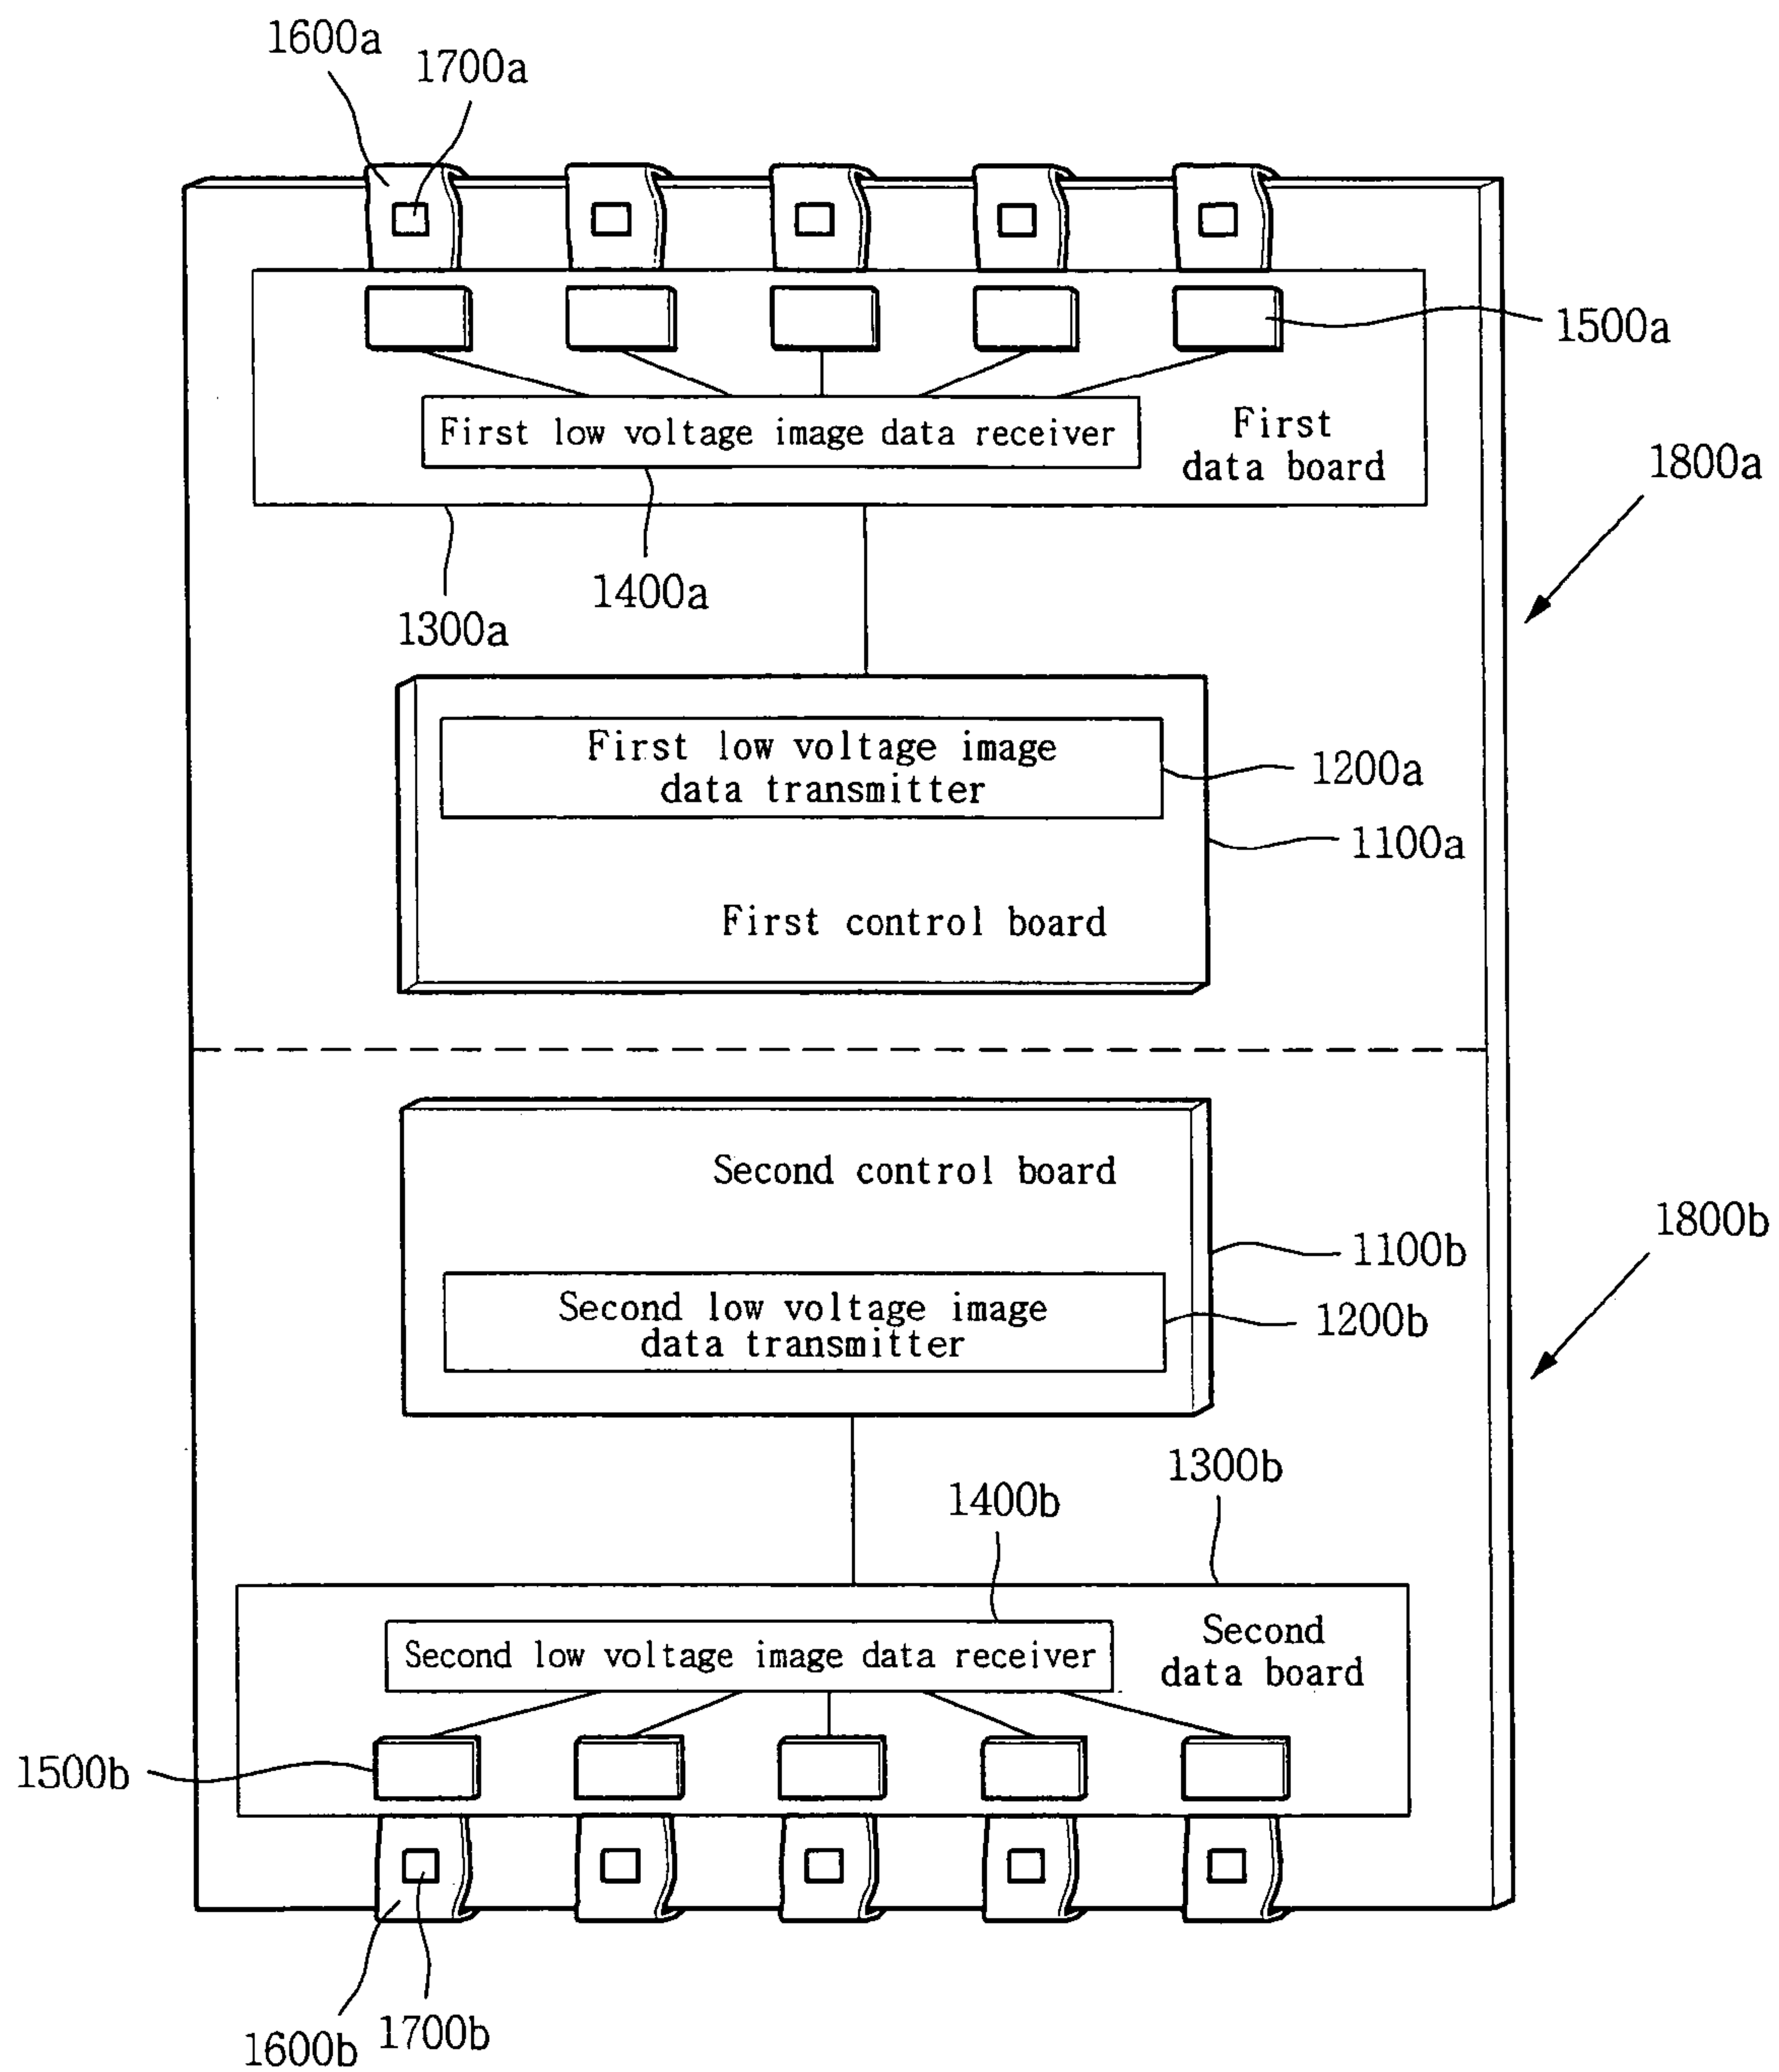 1600a
1700a
1500a
First low voltage image data receiver
First
data board
1800a
1400a
1300a
First low voltage image
data transmitter
1200a
1100a
First control board
Second control board
1800b
1100b
Second low voltage image
data transmitter
1200b
1300b
1400b
Second
data board
Second low voltage image data receiver
1500b
1700b
1600b